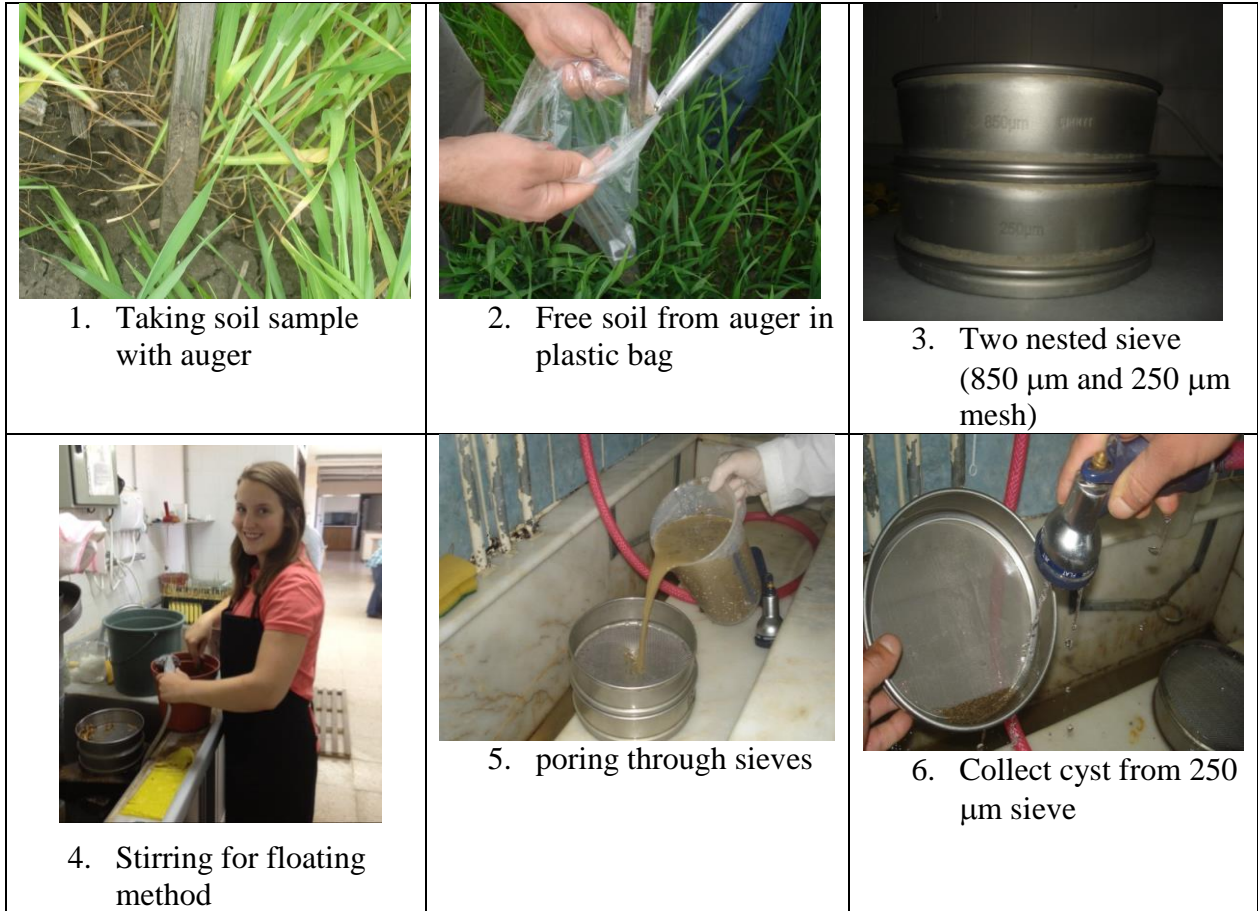 1. Taking soil sample
with auger
2. Free soil from auger in
plastic bag
850µm
250µm
3. Two nested sieve
(850 µm and 250 µm
mesh)
4. Stirring for floating
method
5. poring through sieves
6. Collect cyst from 250
µm sieve